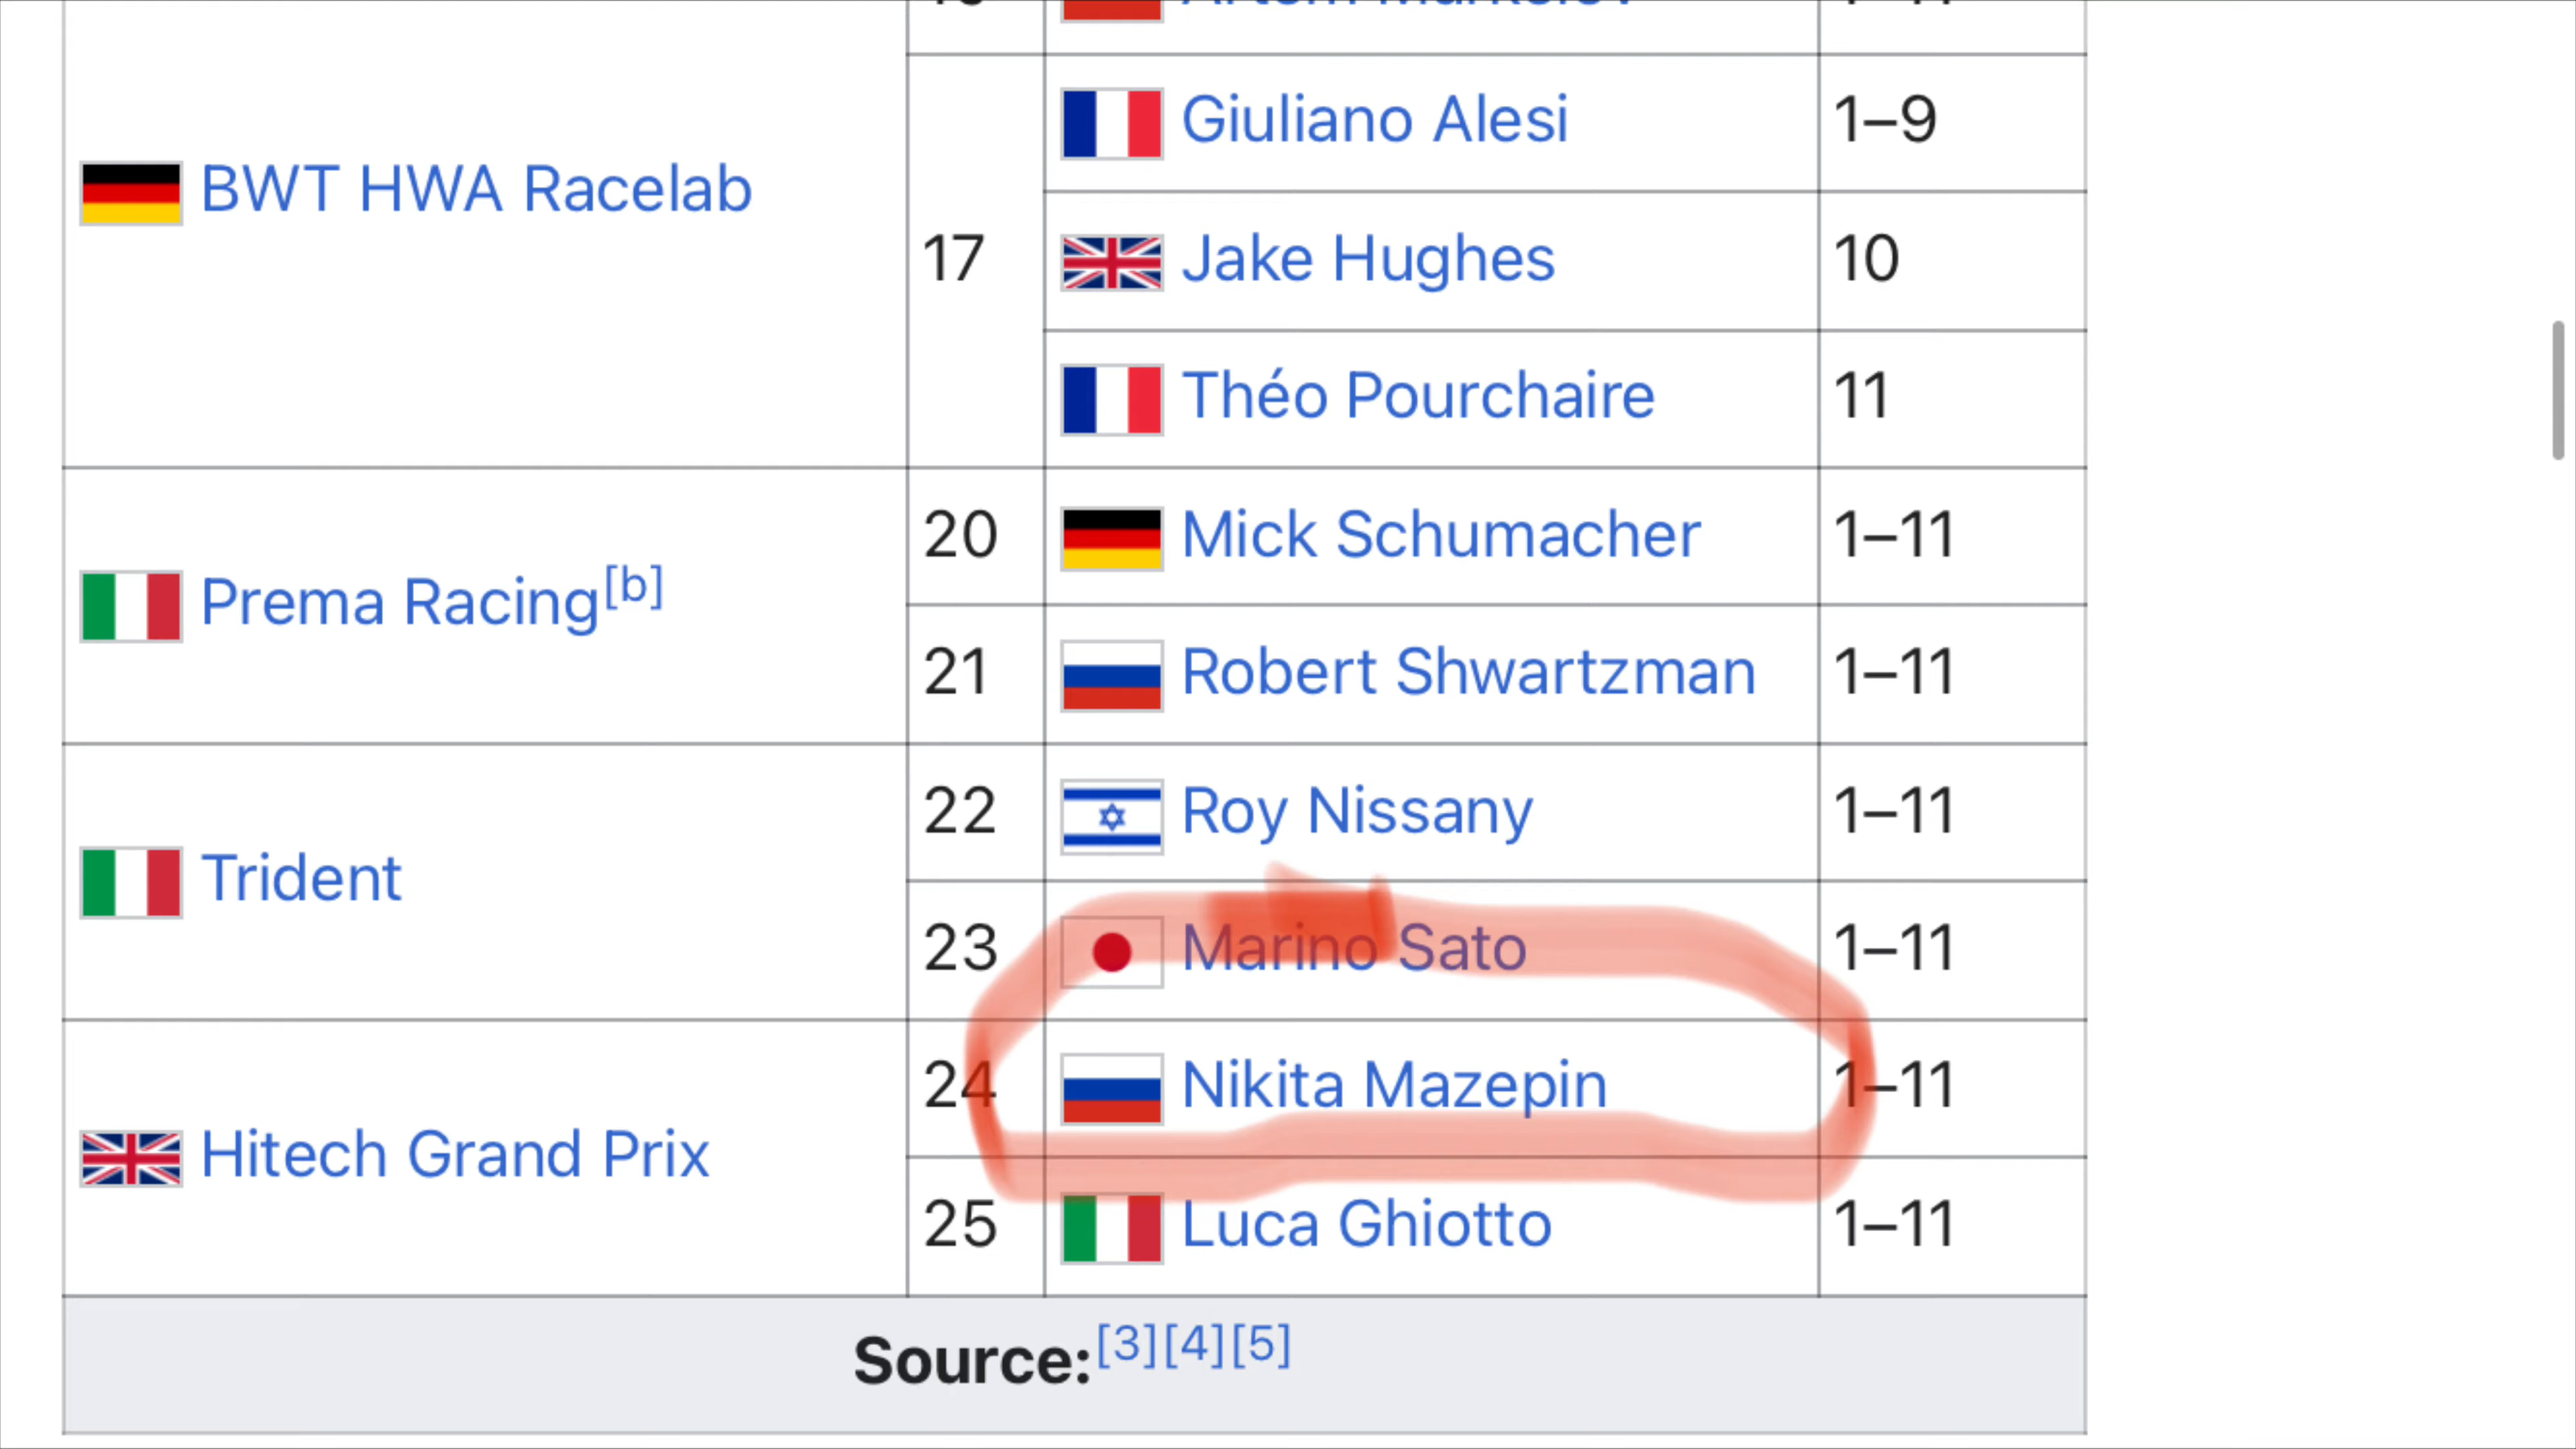 Giuliano Alesi 1–9
BWT HWA Racelab
17 Jake Hughes 10
Théo Pourchaire 11
20 Mick Schumacher 1–11
Prema Racing[b]
21 Robert Shwartzman 1–11
22 Roy Nissany 1–11
Trident
23 Marino Sato 1–11
24 Nikita Mazepin 1–11
Hitech Grand Prix
25 Luca Ghiotto 1–11
Source:[3][4][5]